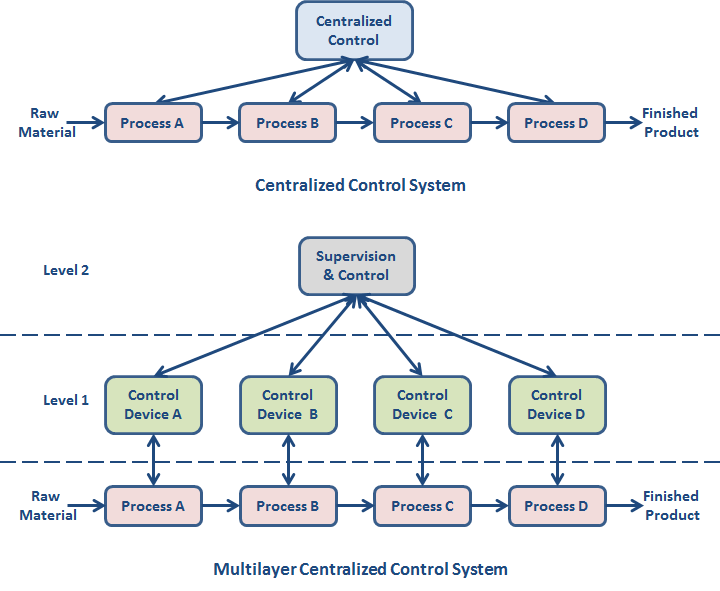 Centralized
Control
Raw
Material
Process A
Process B
Process C
Process D
Finished
Product
Centralized Control System
Level 2
Supervision
& Control
Level 1
Control
Device A
Control
Device B
Control
Device C
Control
Device D
Raw
Material
Process A
Process B
Process C
Process D
Finished
Product
Multilayer Centralized Control System